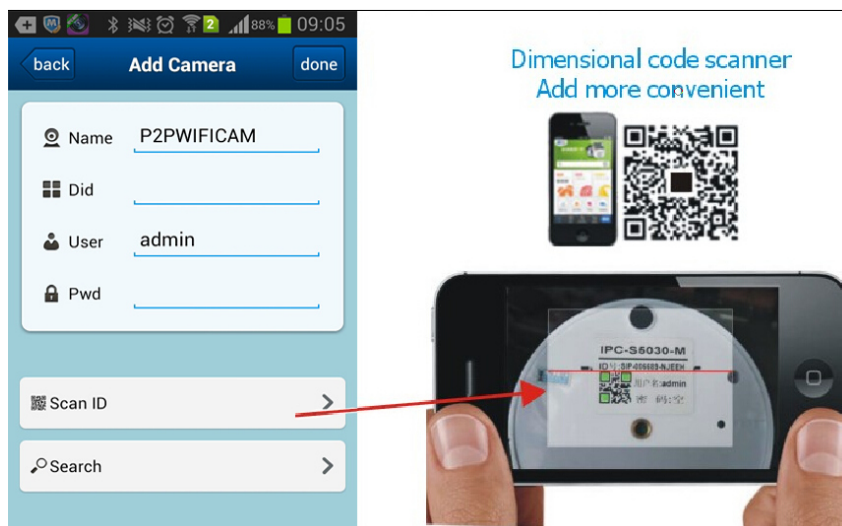 88% 09:05
back Add Camera done
Name P2PWIFICAM
Did
User admin
Pwd
Scan ID
Search
Dimensional code scanner
Add more convenient
IPC-S5030-M
admin